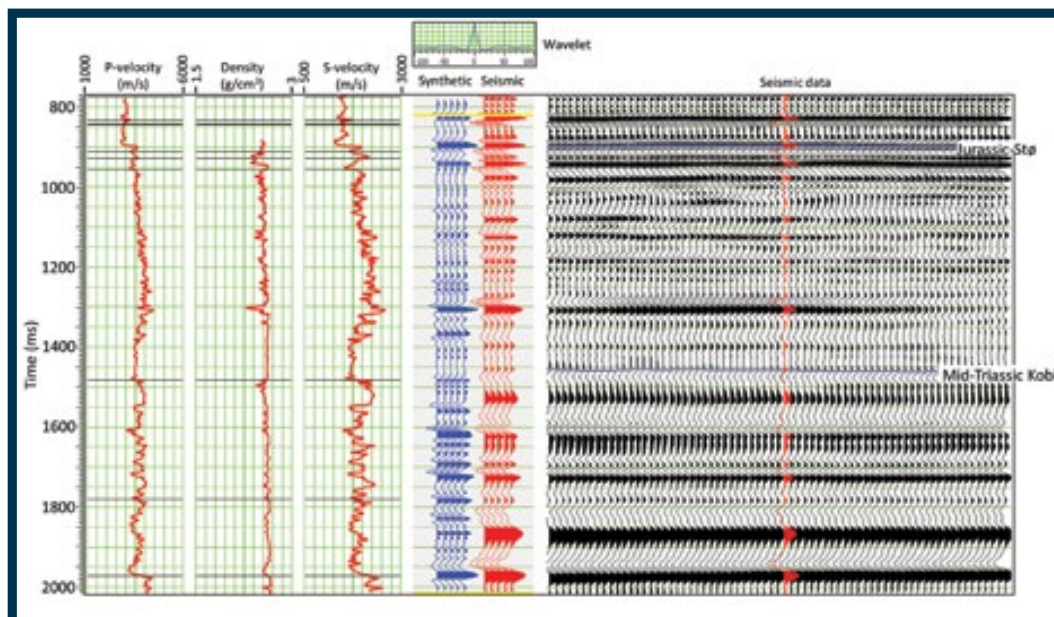 Wavelet
P-velocity
(m/s)
Density
(g/cm³)
S-velocity
(m/s)
Synthetic Seismic
Seismic data
1000
6000
1.5
3
500
3000
Time (ms)
800
1000
1200
1400
1600
1800
2000
Jurassic-Stø
Mid-Triassic Kob